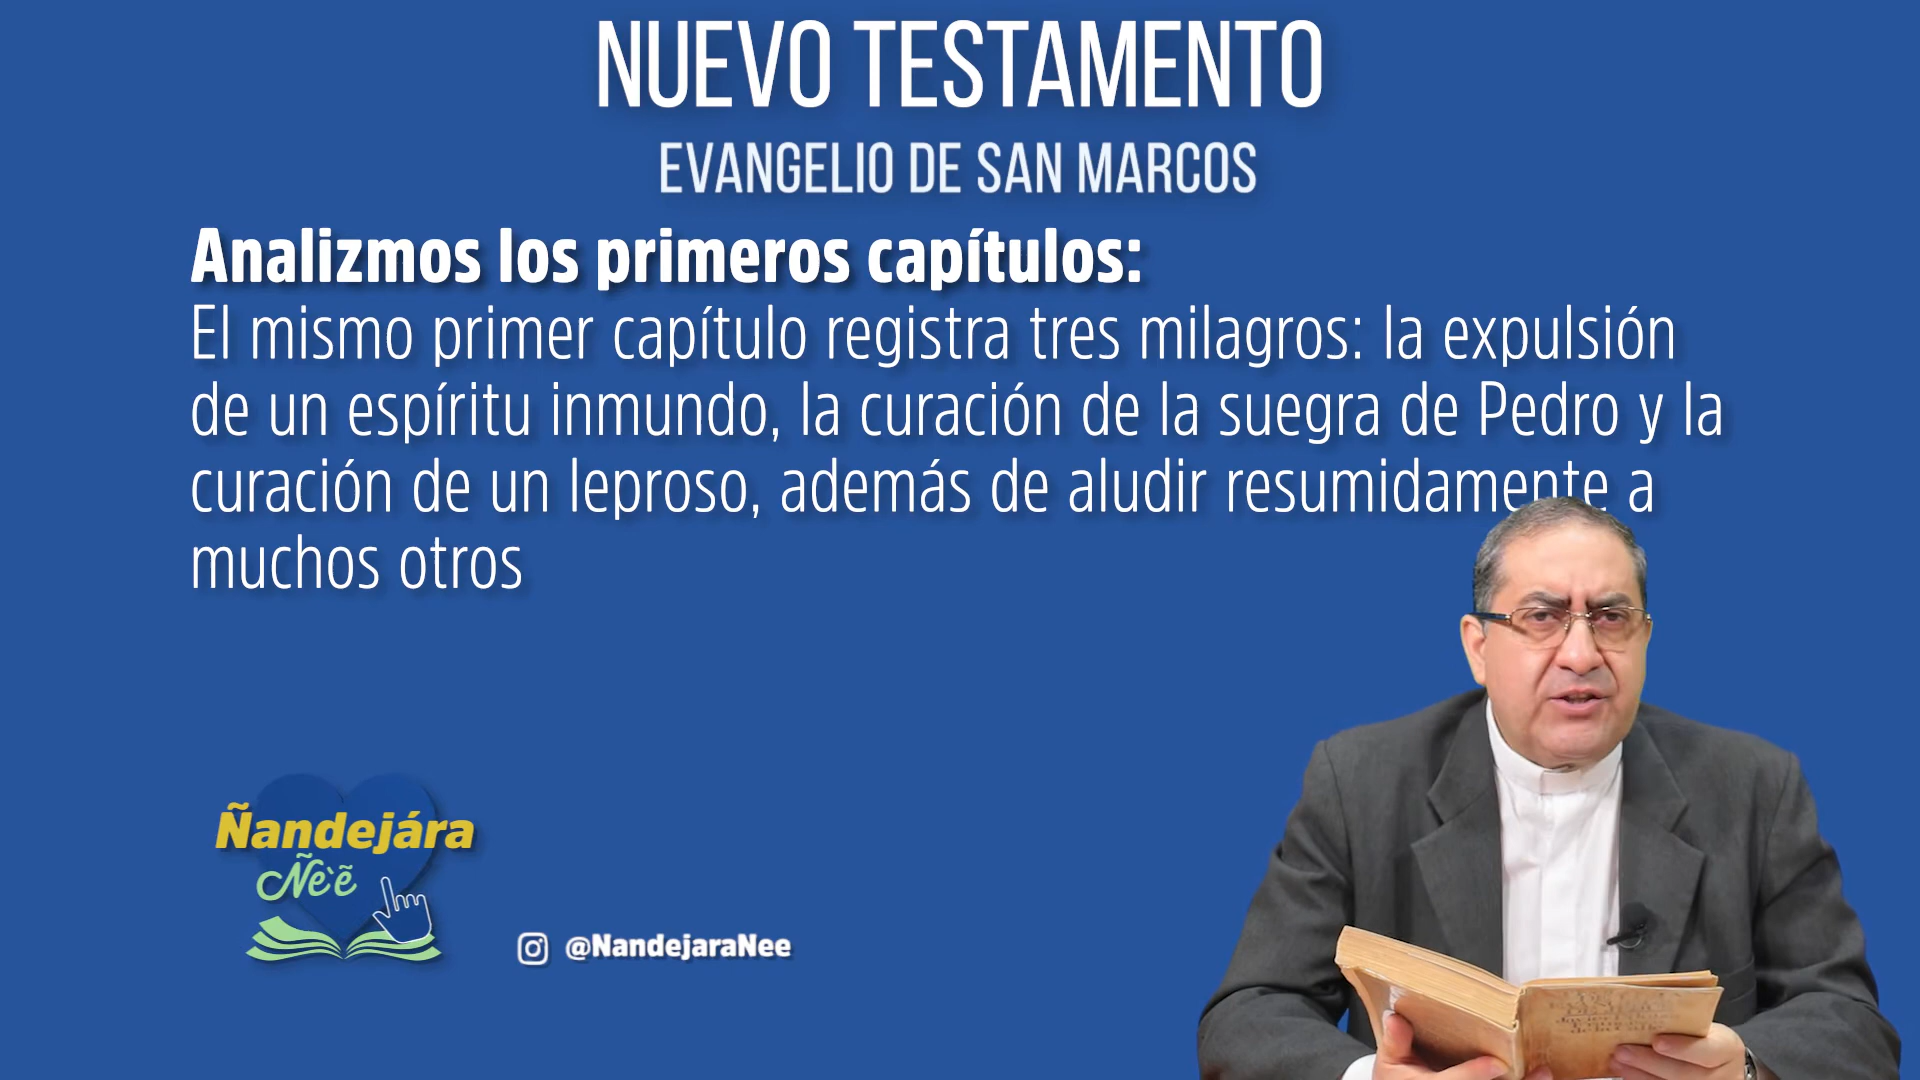 NUEVO TESTAMENTO
EVANGELIO DE SAN MARCOS
Analizmos los primeros capítulos:
El mismo primer capítulo registra tres milagros: la expulsión
de un espíritu inmundo, la curación de la suegra de Pedro y la
curación de un leproso, además de aludir resumidamente a
muchos otros
Ñandejára
Ñe'ẽ
@NandejaraNee